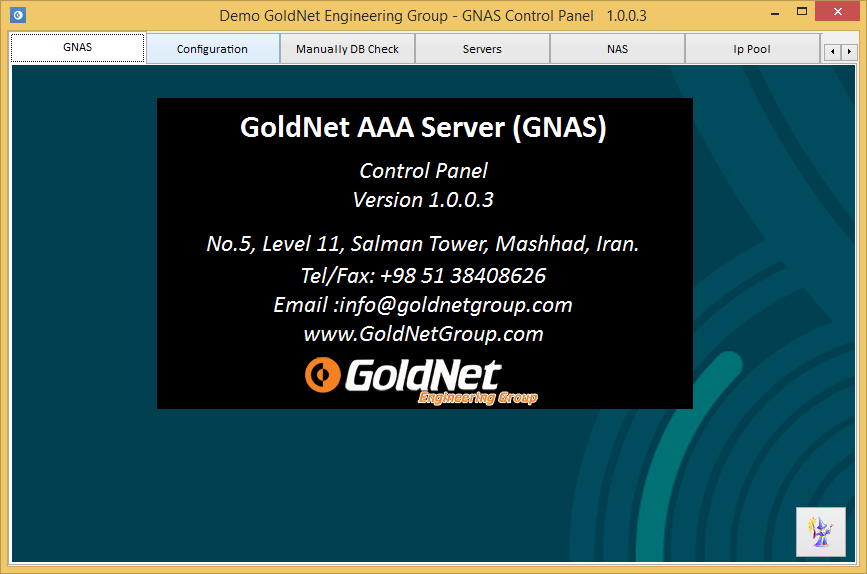 Demo GoldNet Engineering Group - GNAS Control Panel 1.0.0.3
GNAS Configuration Manually DB Check Servers NAS Ip Pool
GoldNet AAA Server (GNAS)
Control Panel
Version 1.0.0.3
No.5, Level 11, Salman Tower, Mashhad, Iran.
Tel/Fax: +98 51 38408626
Email :info@goldnetgroup.com
www.GoldNetGroup.com
GoldNet
Engineering Group